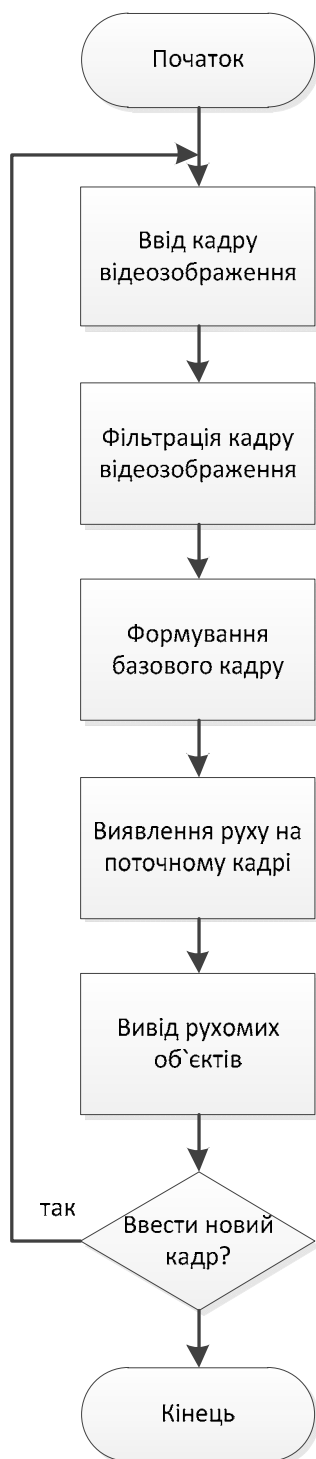 Початок
Ввід кадру
відеозображення
Фільтрація кадру
відеозображення
Формування
базового кадру
Виявлення руху на
поточному кадрі
Вивід рухомих
об`єктів
так
Ввести новий
кадр?
Кінець